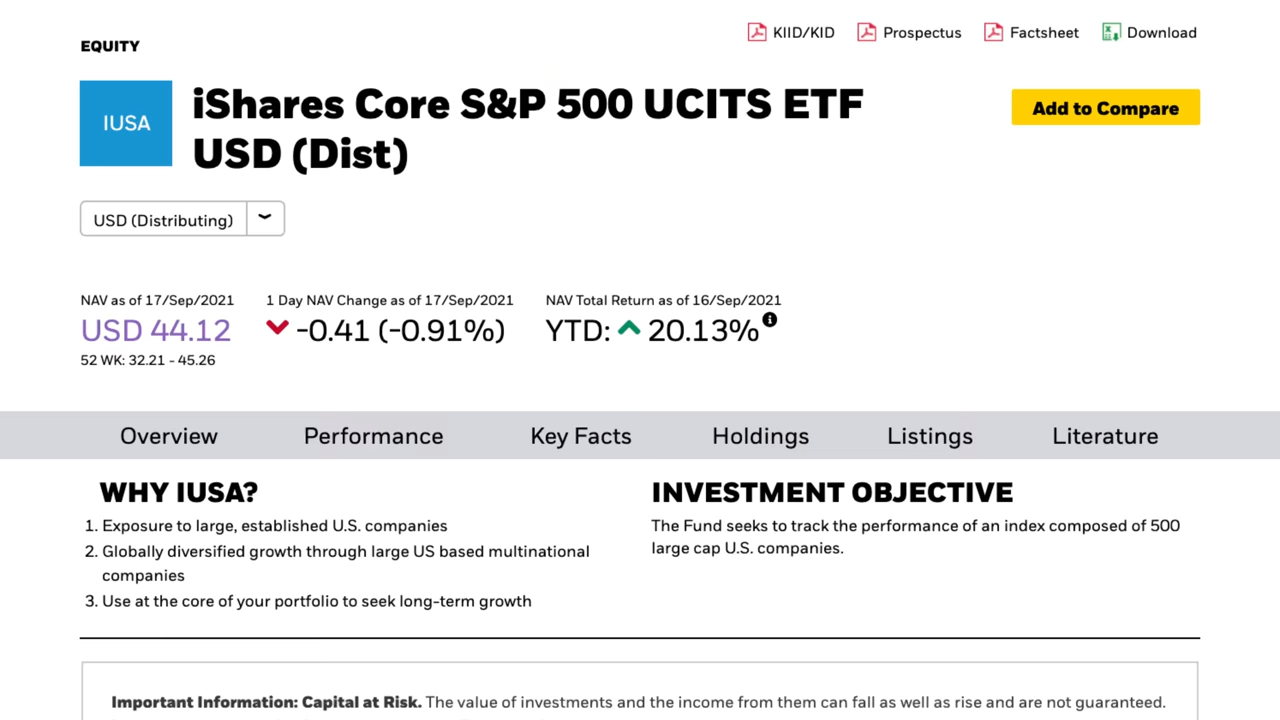 KIID/KID Prospectus Factsheet Download
EQUITY
IUSA
iShares Core S&P 500 UCITS ETF
USD (Dist)
Add to Compare
USD (Distributing)
NAV as of 17/Sep/2021 1 Day NAV Change as of 17/Sep/2021 NAV Total Return as of 16/Sep/2021
USD 44.12 -0.41 (-0.91%) YTD: 20.13%
52 WK: 32.21 - 45.26
Overview Performance Key Facts Holdings Listings Literature
WHY IUSA?
1. Exposure to large, established U.S. companies
2. Globally diversified growth through large US based multinational
companies
3. Use at the core of your portfolio to seek long-term growth
INVESTMENT OBJECTIVE
The Fund seeks to track the performance of an index composed of 500
large cap U.S. companies.
Important Information: Capital at Risk. The value of investments and the income from them can fall as well as rise and are not guaranteed.